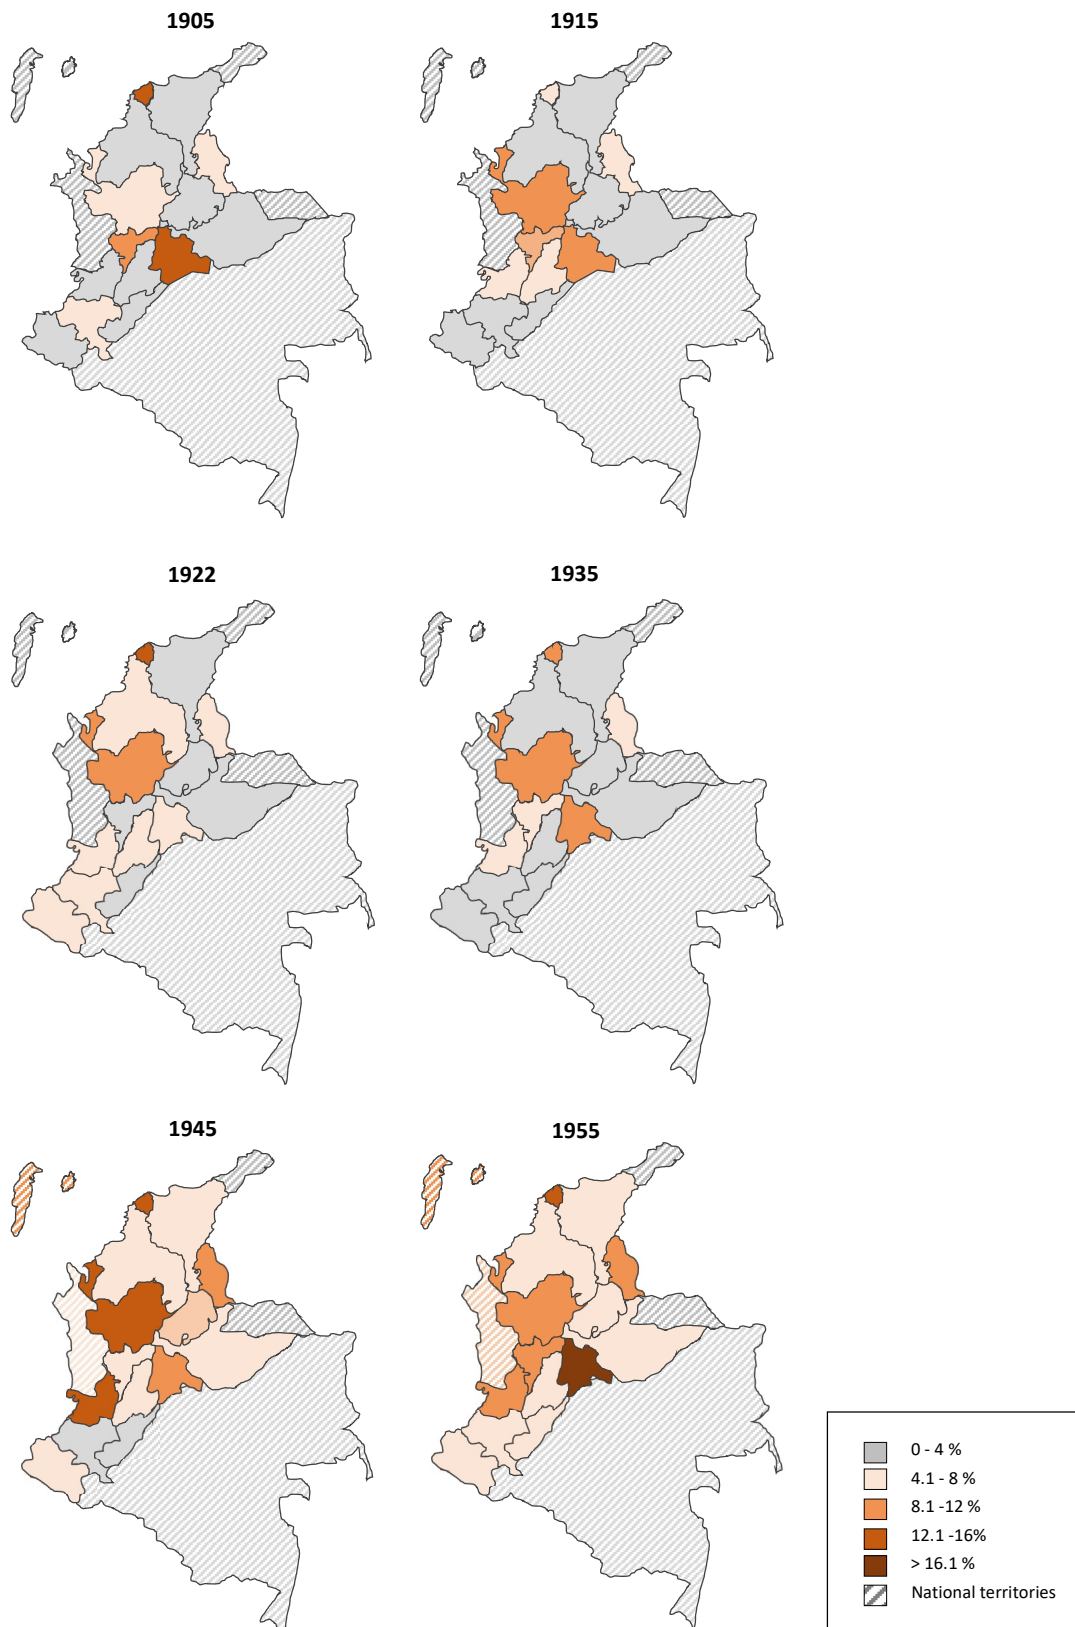 1905
1915
1922
1935
1945
1955
0 - 4 %
4.1 - 8 %
8.1 -12 %
12.1 -16%
> 16.1 %
National territories